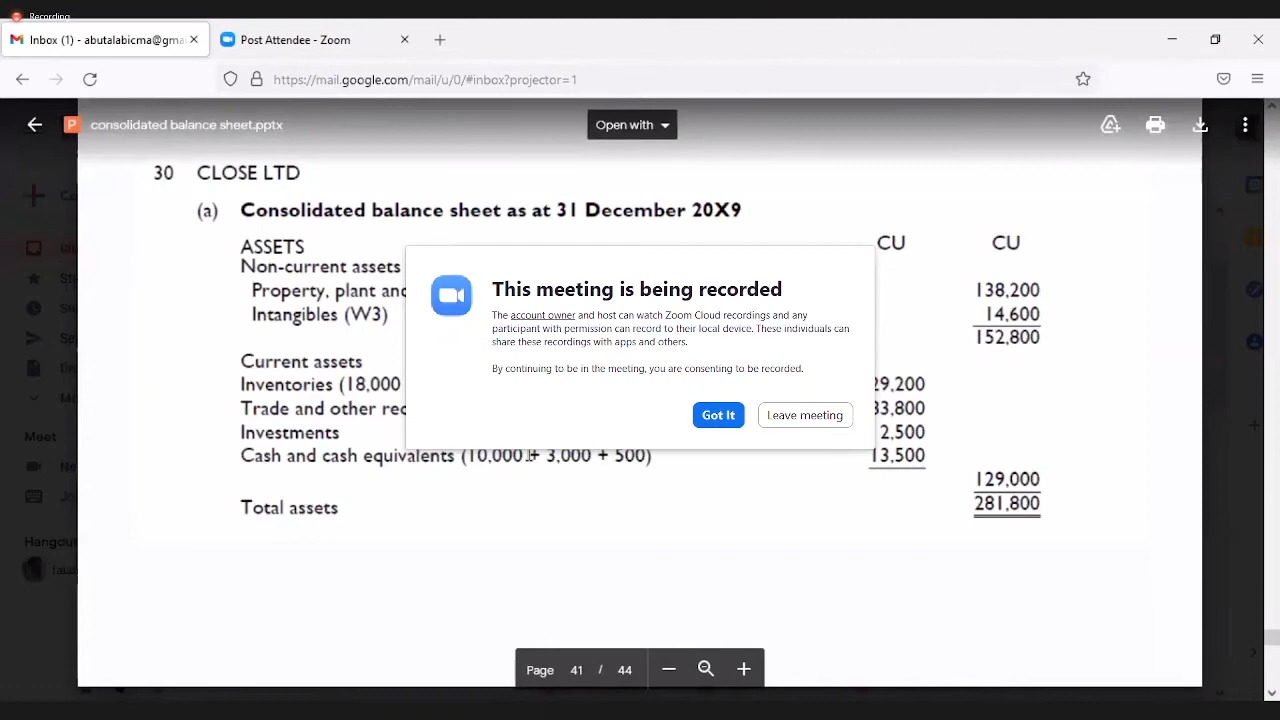 Recording
Inbox (1) - abutalabicma@gma
Post Attendee - Zoom
https://mail.google.com/mail/u/0/#inbox?projector=1
consolidated balance sheet.pptx
Open with
30 CLOSE LTD
(a) Consolidated balance sheet as at 31 December 20X9
ASSETS CU CU
Non-current assets
Property, plant and 138,200
Intangibles (W3) 14,600
152,800
Current assets
Inventories (18,000 29,200
Trade and other rec 83,800
Investments 2,500
Cash and cash equivalents (10,000 + 3,000 + 500) 13,500
129,000
Total assets 281,800
This meeting is being recorded
The account owner and host can watch Zoom Cloud recordings and any
participant with permission can record to their local device. These individuals can
share these recordings with apps and others.
By continuing to be in the meeting, you are consenting to be recorded.
Got It Leave meeting
Meet
Hangout
Page 41 / 44